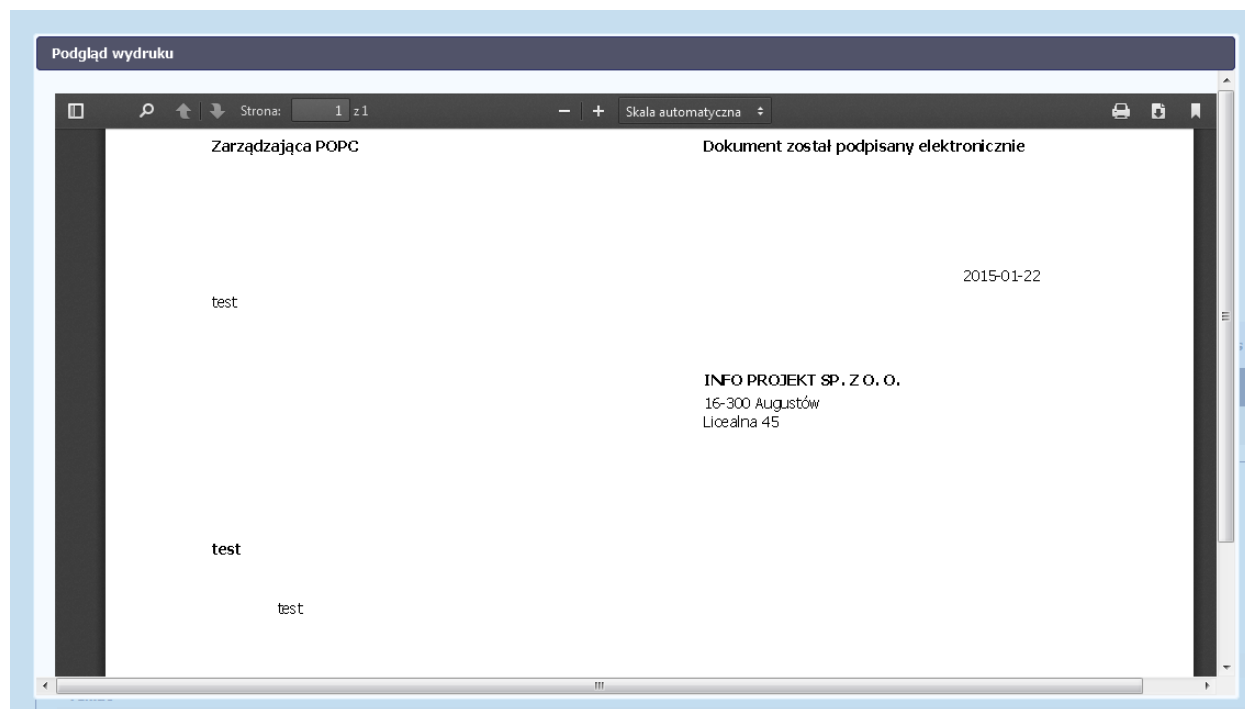 Podgląd wydruku
Strona: 1 z 1 Skala automatyczna
Zarządzająca POPC Dokument został podpisany elektronicznie
2015-01-22
test
INFO PROJEKT SP. Z O. O.
16-300 Augustów
Licealna 45
test
test